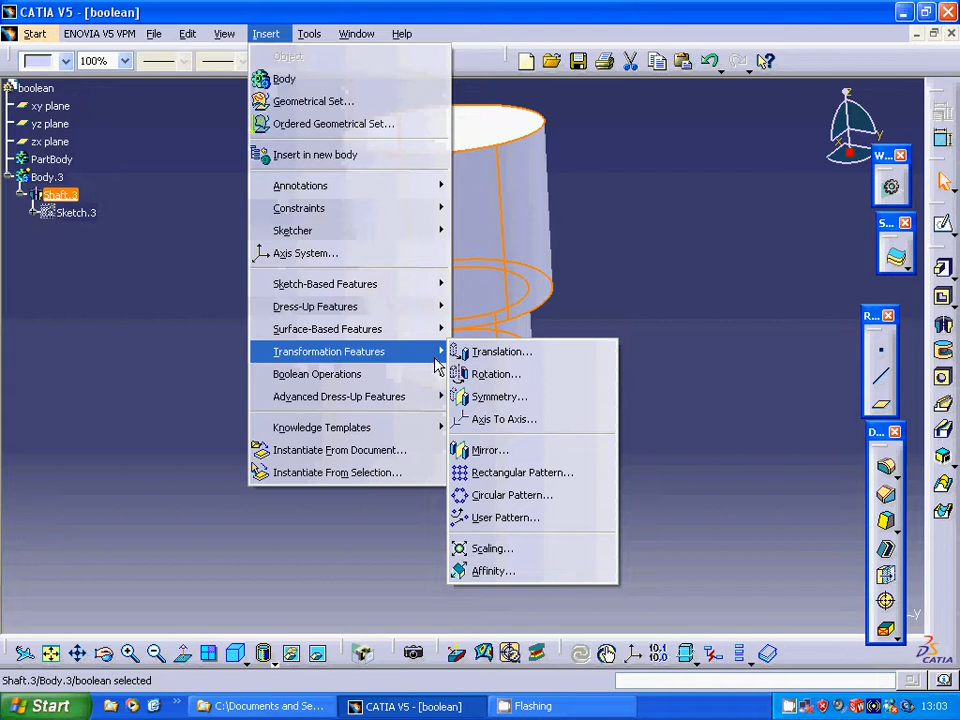 CATIA V5 - [boolean]
Start ENOVIA V5 VPM File Edit View Insert Tools Window Help
100%
Object
Body
Geometrical Set...
Ordered Geometrical Set...
Insert in new body
Annotations
Constraints
Sketcher
Axis System...
Sketch-Based Features
Dress-Up Features
Surface-Based Features
Transformation Features
Boolean Operations
Advanced Dress-Up Features
Knowledge Templates
Instantiate From Document...
Instantiate From Selection...
Translation...
Rotation...
Symmetry...
Axis To Axis...
Mirror...
Rectangular Pattern...
Circular Pattern...
User Pattern...
Scaling...
Affinity...
boolean
xy plane
yz plane
zx plane
PartBody
Body.3
Shaft.3
Sketch.3
z
y
x
W...
S...
R...
D...
y
10.1
10.0
DS CATIA
Shaft.3/Body.3/boolean selected
Start C:\Documents and Se... CATIA V5 - [boolean] Flashing 13:03